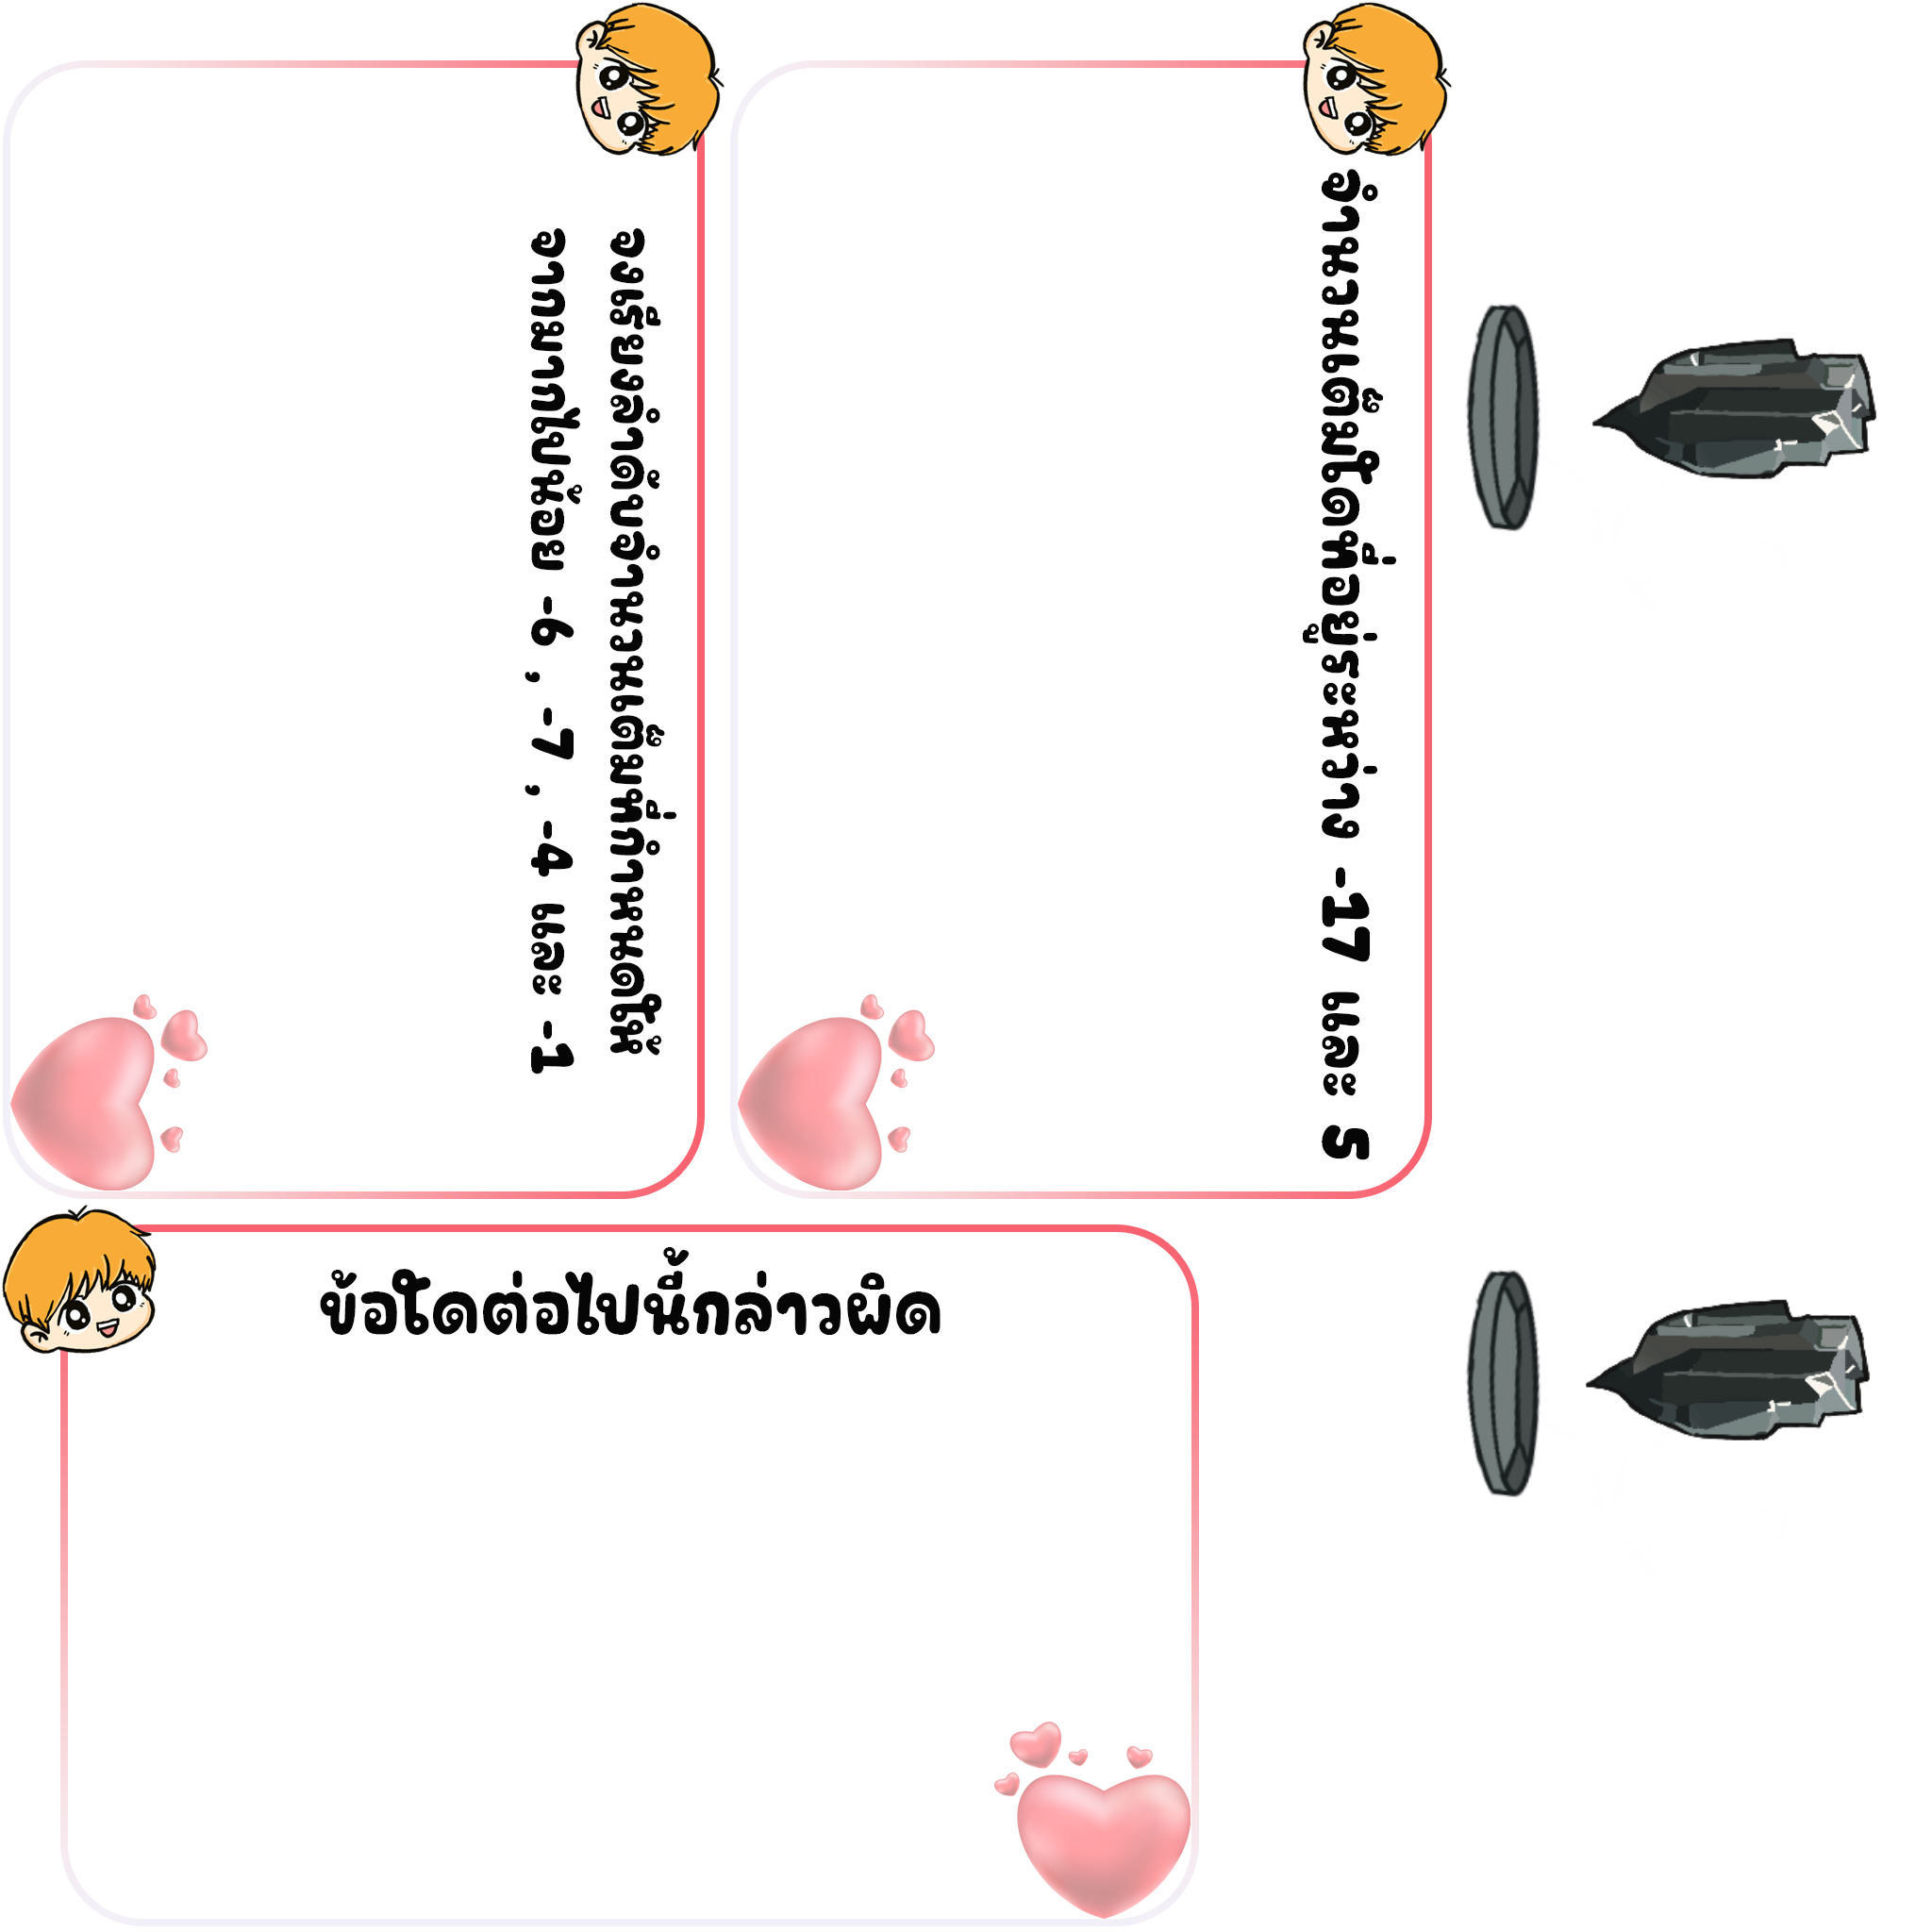 จงเรียงลำดับจำนวนเต็มที่กำหนดให้
จากมากไปน้อย -6 , -7 , -4 และ -1
จำนวนเต็มใดที่อยู่ระหว่าง -17 และ 5
ข้อใดต่อไปนี้กล่าวผิด